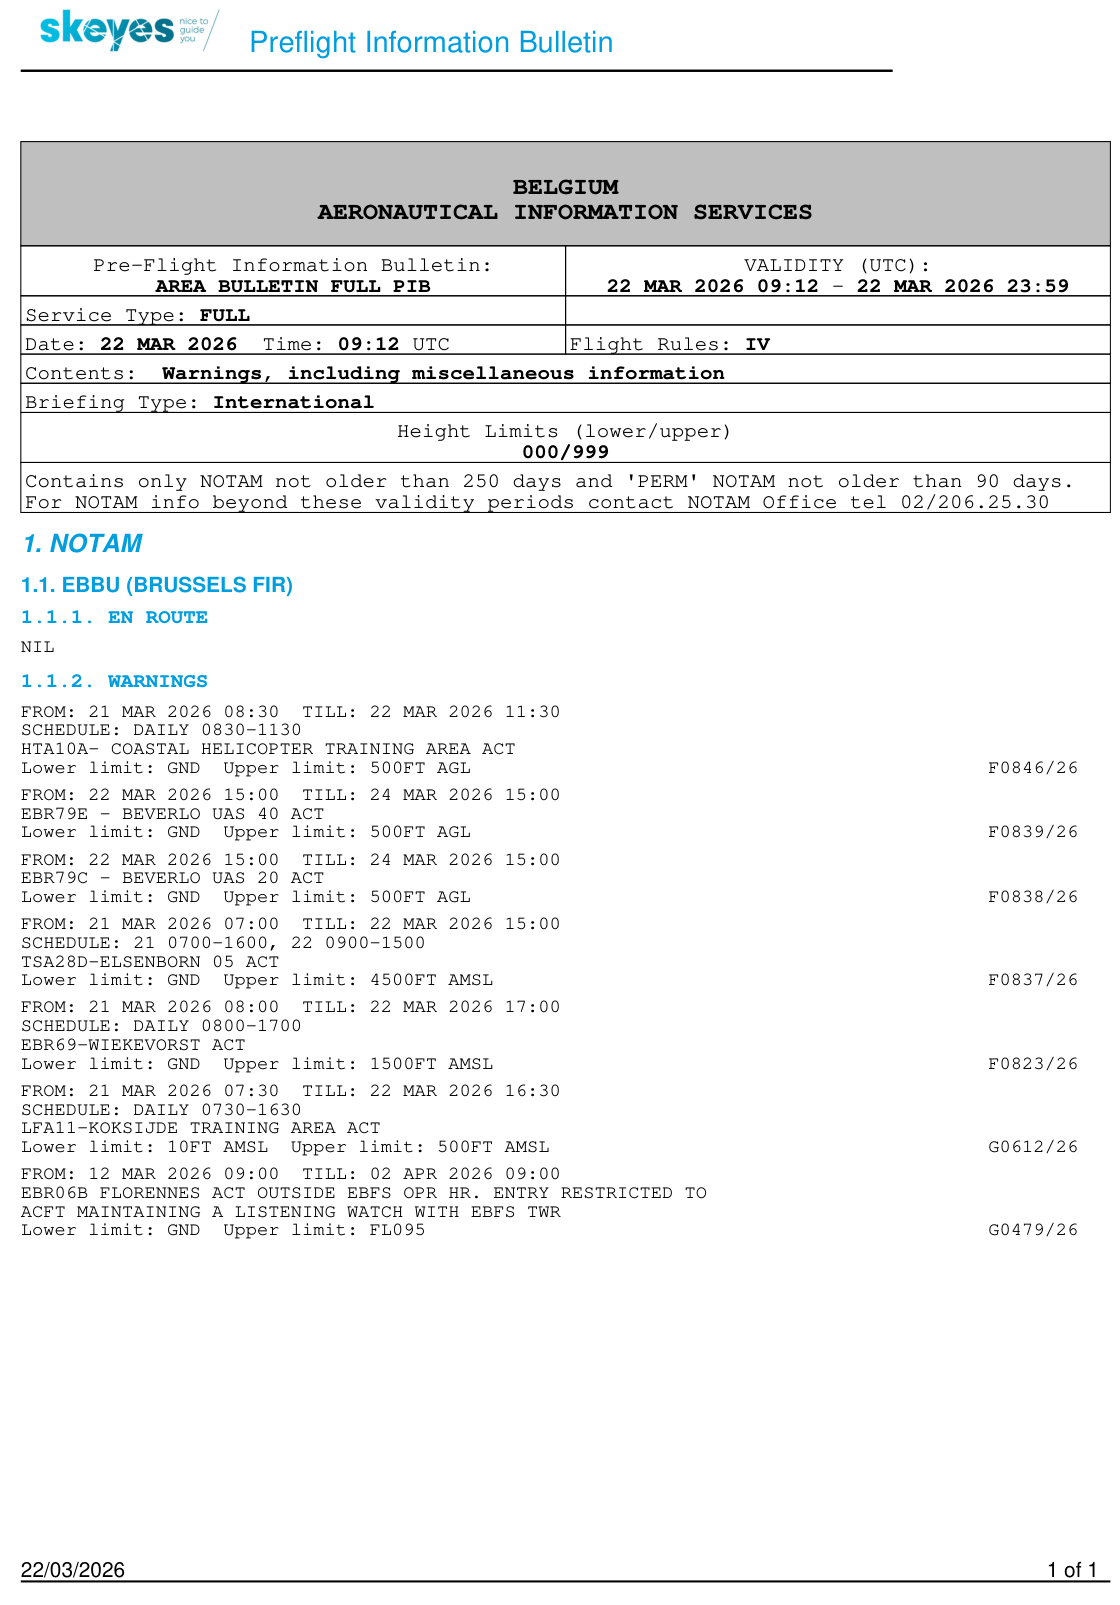 skeyes nice to guide you
Preflight Information Bulletin
BELGIUM
AERONAUTICAL INFORMATION SERVICES
Pre-Flight Information Bulletin:
AREA BULLETIN FULL PIB
VALIDITY (UTC):
22 MAR 2026 09:12 - 22 MAR 2026 23:59
Service Type: FULL
Date: 22 MAR 2026  Time: 09:12 UTC
Flight Rules: IV
Contents:  Warnings, including miscellaneous information
Briefing Type: International
Height Limits (lower/upper)
000/999
Contains only NOTAM not older than 250 days and 'PERM' NOTAM not older than 90 days.
For NOTAM info beyond these validity periods contact NOTAM Office tel 02/206.25.30
1. NOTAM
1.1. EBBU (BRUSSELS FIR)
1.1.1. EN ROUTE
NIL
1.1.2. WARNINGS
FROM: 21 MAR 2026 08:30  TILL: 22 MAR 2026 11:30
SCHEDULE: DAILY 0830-1130
HTA10A- COASTAL HELICOPTER TRAINING AREA ACT
Lower limit: GND  Upper limit: 500FT AGL F0846/26
FROM: 22 MAR 2026 15:00  TILL: 24 MAR 2026 15:00
EBR79E - BEVERLO UAS 40 ACT
Lower limit: GND  Upper limit: 500FT AGL F0839/26
FROM: 22 MAR 2026 15:00  TILL: 24 MAR 2026 15:00
EBR79C - BEVERLO UAS 20 ACT
Lower limit: GND  Upper limit: 500FT AGL F0838/26
FROM: 21 MAR 2026 07:00  TILL: 22 MAR 2026 15:00
SCHEDULE: 21 0700-1600, 22 0900-1500
TSA28D-ELSENBORN 05 ACT
Lower limit: GND  Upper limit: 4500FT AMSL F0837/26
FROM: 21 MAR 2026 08:00  TILL: 22 MAR 2026 17:00
SCHEDULE: DAILY 0800-1700
EBR69-WIEKEVORST ACT
Lower limit: GND  Upper limit: 1500FT AMSL F0823/26
FROM: 21 MAR 2026 07:30  TILL: 22 MAR 2026 16:30
SCHEDULE: DAILY 0730-1630
LFA11-KOKSIJDE TRAINING AREA ACT
Lower limit: 10FT AMSL  Upper limit: 500FT AMSL G0612/26
FROM: 12 MAR 2026 09:00  TILL: 02 APR 2026 09:00
EBR06B FLORENNES ACT OUTSIDE EBFS OPR HR. ENTRY RESTRICTED TO
ACFT MAINTAINING A LISTENING WATCH WITH EBFS TWR
Lower limit: GND  Upper limit: FL095 G0479/26
22/03/2026 1 of 1